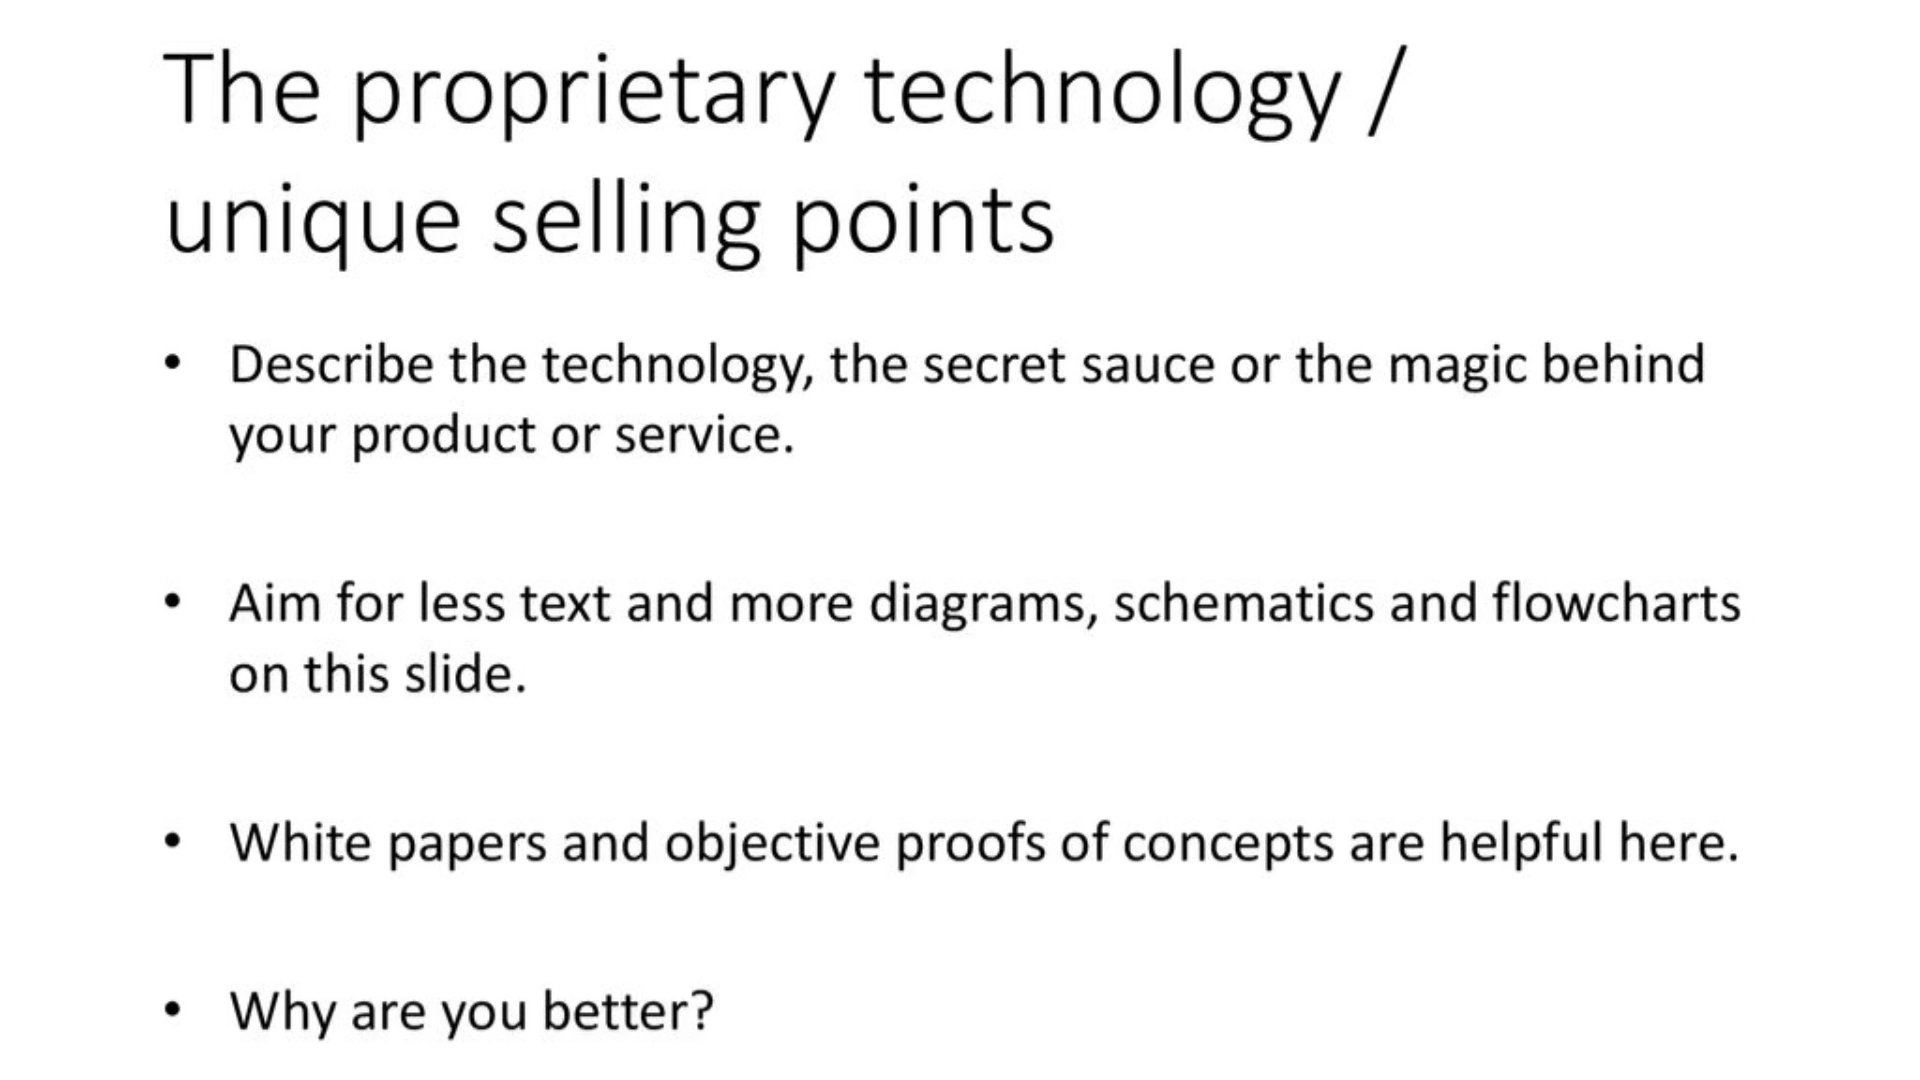 The proprietary technology /
unique selling points
• Describe the technology, the secret sauce or the magic behind
your product or service.
• Aim for less text and more diagrams, schematics and flowcharts
on this slide.
• White papers and objective proofs of concepts are helpful here.
• Why are you better?